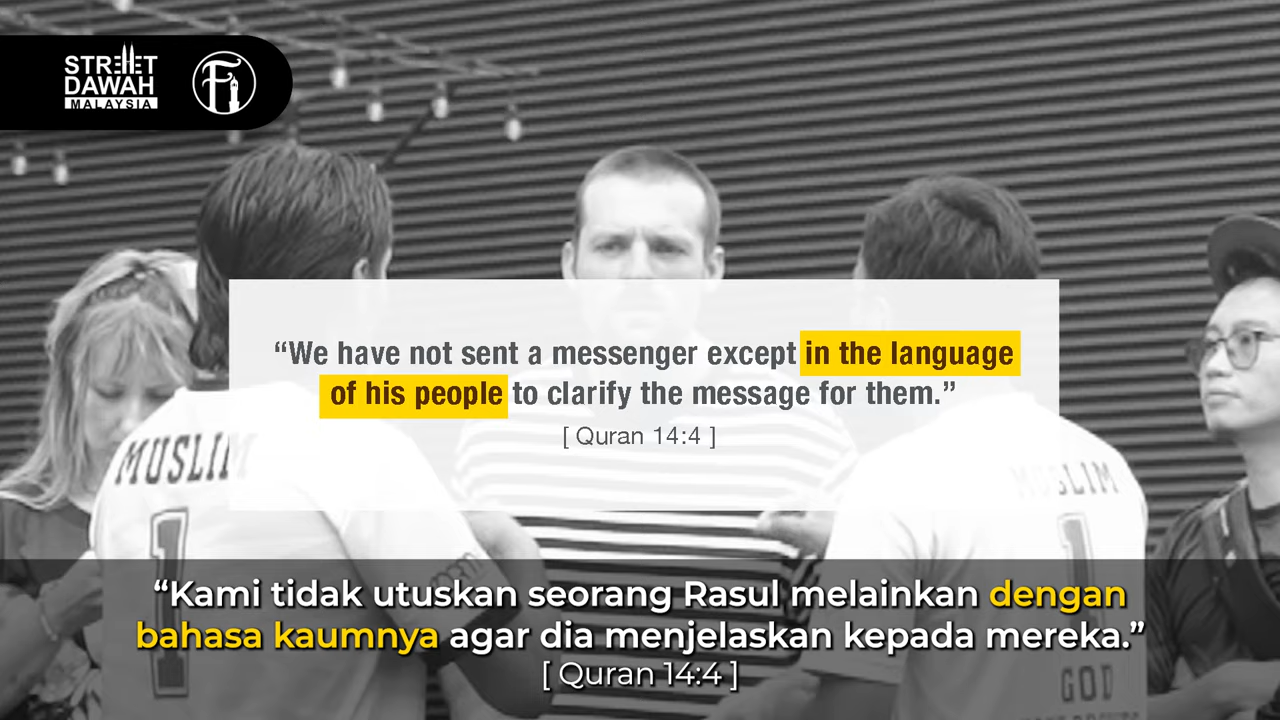 STREET
DAWAH
MALAYSIA
Fi
“We have not sent a messenger except in the language
of his people to clarify the message for them.”
[ Quran 14:4 ]
MUSLIM
1
MUSLIM
1
GOD
“Kami tidak utuskan seorang Rasul melainkan dengan
bahasa kaumnya agar dia menjelaskan kepada mereka.”
[ Quran 14:4 ]